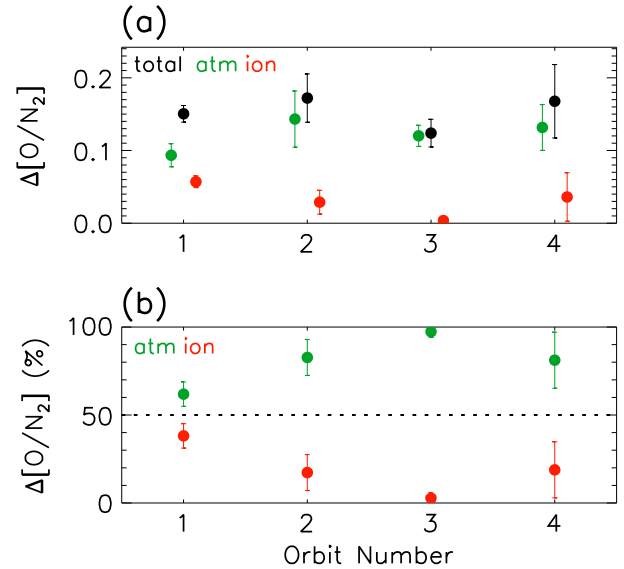 (a)
total atm ion
0.2
0.1
0.0
Δ[O/N₂]
1 2 3 4
(b)
atm ion
100
50
0
Δ[O/N₂] (%)
1 2 3 4
Orbit Number